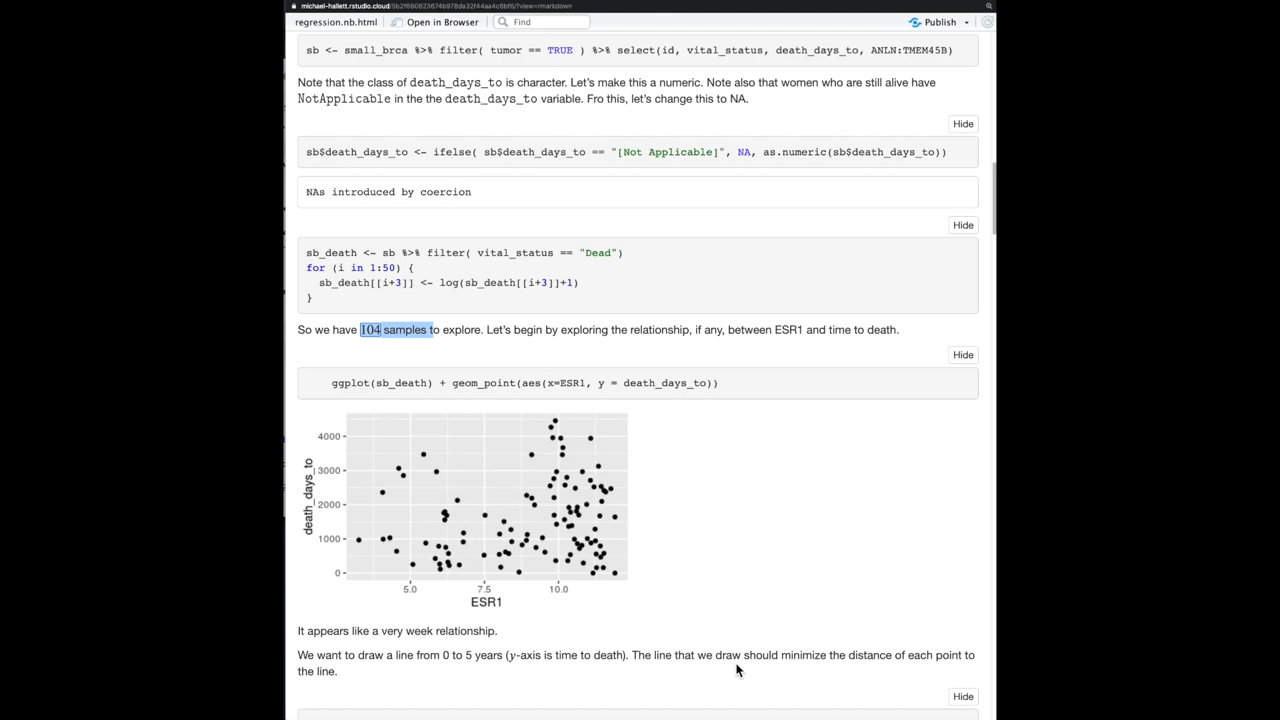 michael-hallett.rstudio.cloud/5b2f660823674b978da32f44aa4c6bf6/?view=rmarkdown
regression.nb.html Open in Browser Find Publish
sb <- small_brca %>% filter( tumor == TRUE ) %>% select(id, vital_status, death_days_to, ANLN:TMEM45B)
Note that the class of death_days_to is character. Let's make this a numeric. Note also that women who are still alive have
NotApplicable in the the death_days_to variable. Fro this, let's change this to NA.
Hide
sb$death_days_to <- ifelse( sb$death_days_to == "[Not Applicable]", NA, as.numeric(sb$death_days_to))
NAs introduced by coercion
Hide
sb_death <- sb %>% filter( vital_status == "Dead")
for (i in 1:50) {
sb_death[[i+3]] <- log(sb_death[[i+3]]+1)
}
So we have 104 samples to explore. Let's begin by exploring the relationship, if any, between ESR1 and time to death.
Hide
ggplot(sb_death) + geom_point(aes(x=ESR1, y = death_days_to))
death_days_to
4000
3000
2000
1000
0
5.0 7.5 10.0
ESR1
It appears like a very week relationship.
We want to draw a line from 0 to 5 years (y-axis is time to death). The line that we draw should minimize the distance of each point to
the line.
Hide